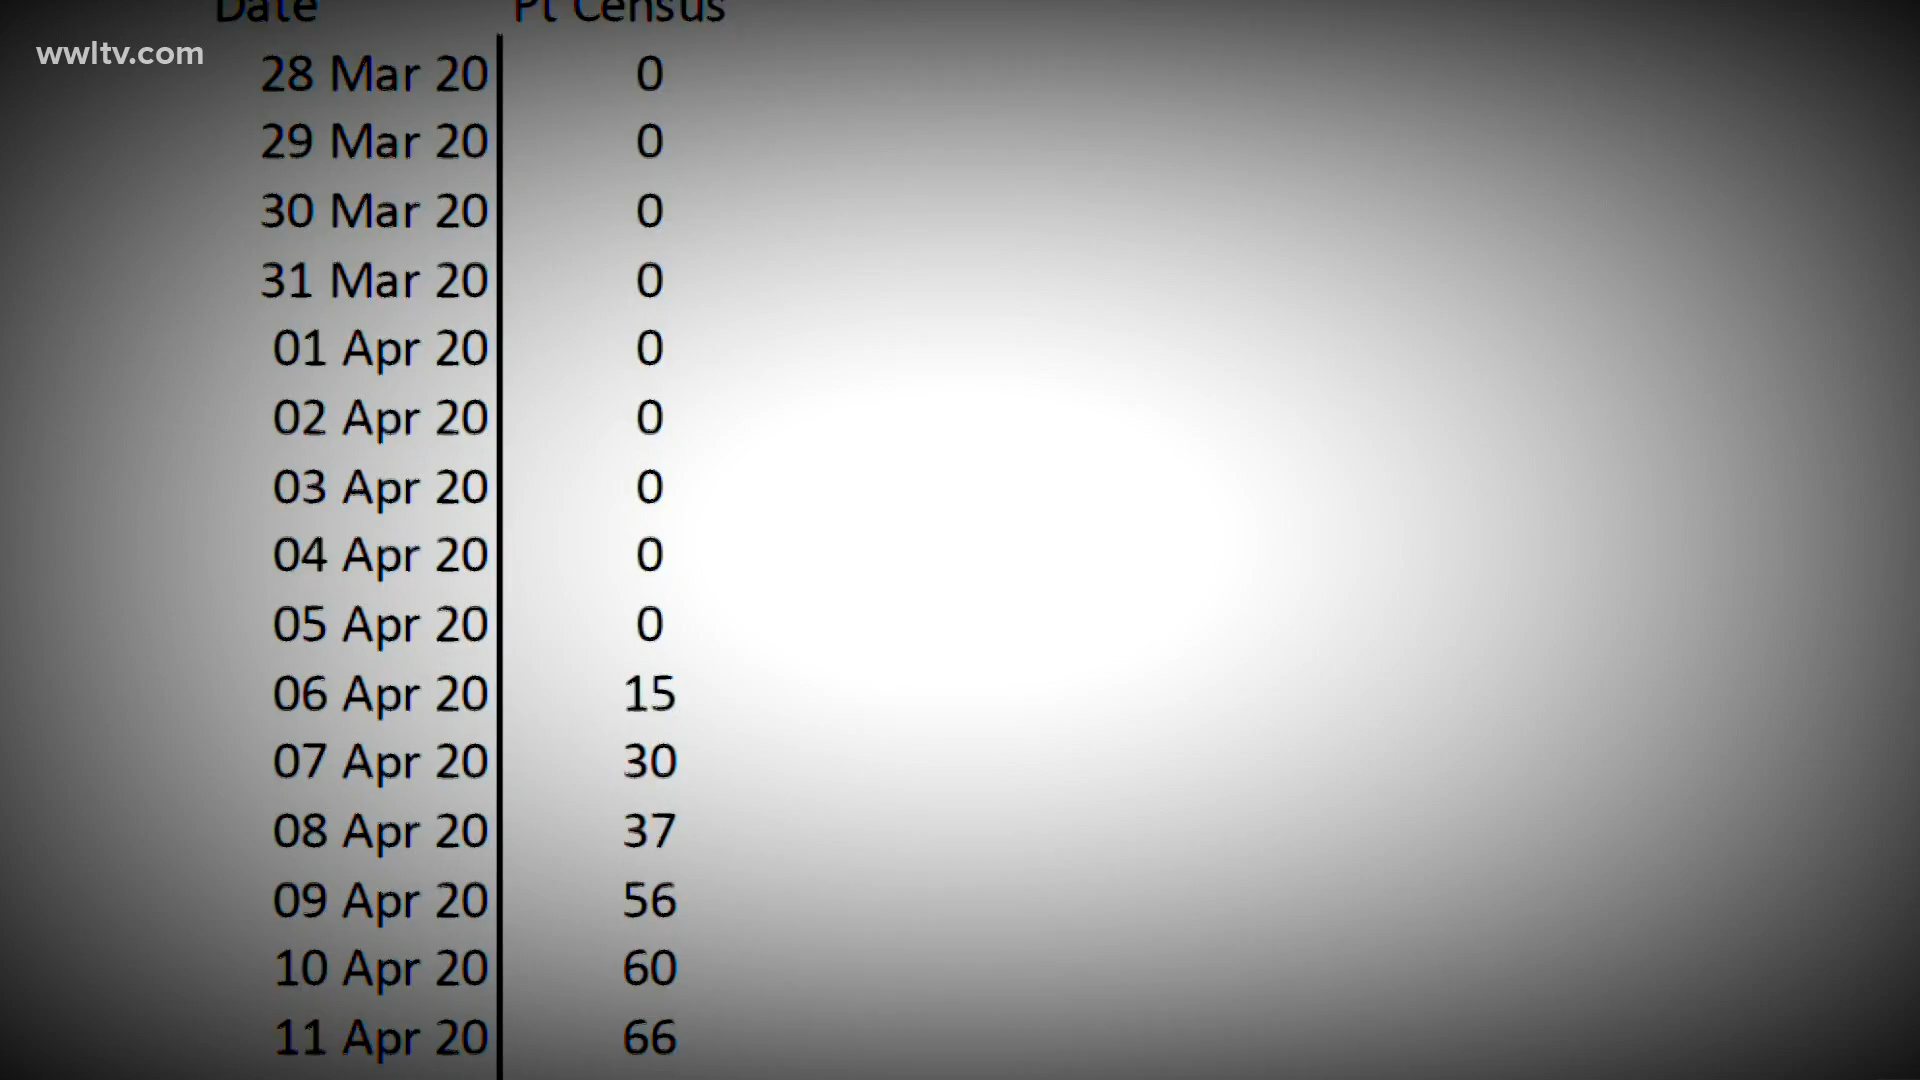 Date Pt Census
wwltv.com
28 Mar 20 0
29 Mar 20 0
30 Mar 20 0
31 Mar 20 0
01 Apr 20 0
02 Apr 20 0
03 Apr 20 0
04 Apr 20 0
05 Apr 20 0
06 Apr 20 15
07 Apr 20 30
08 Apr 20 37
09 Apr 20 56
10 Apr 20 60
11 Apr 20 66